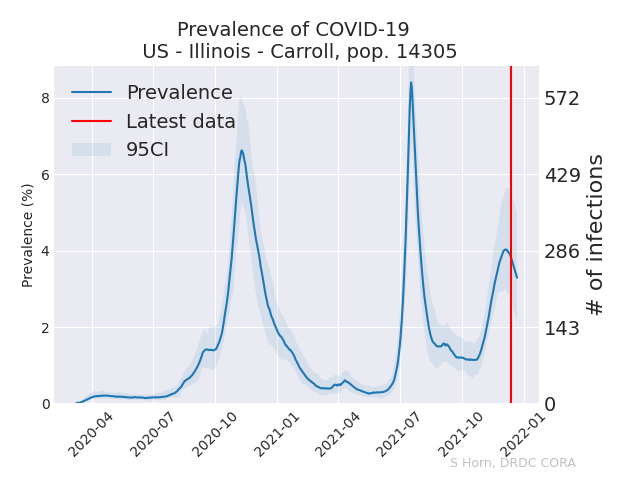 Prevalence of COVID-19
US - Illinois - Carroll, pop. 14305
Prevalence
Latest data
95CI
Prevalence (%)
8
6
4
2
0
572
429
286
143
0
# of infections
2020-04
2020-07
2020-10
2021-01
2021-04
2021-07
2021-10
2022-01
S Horn, DRDC CORA